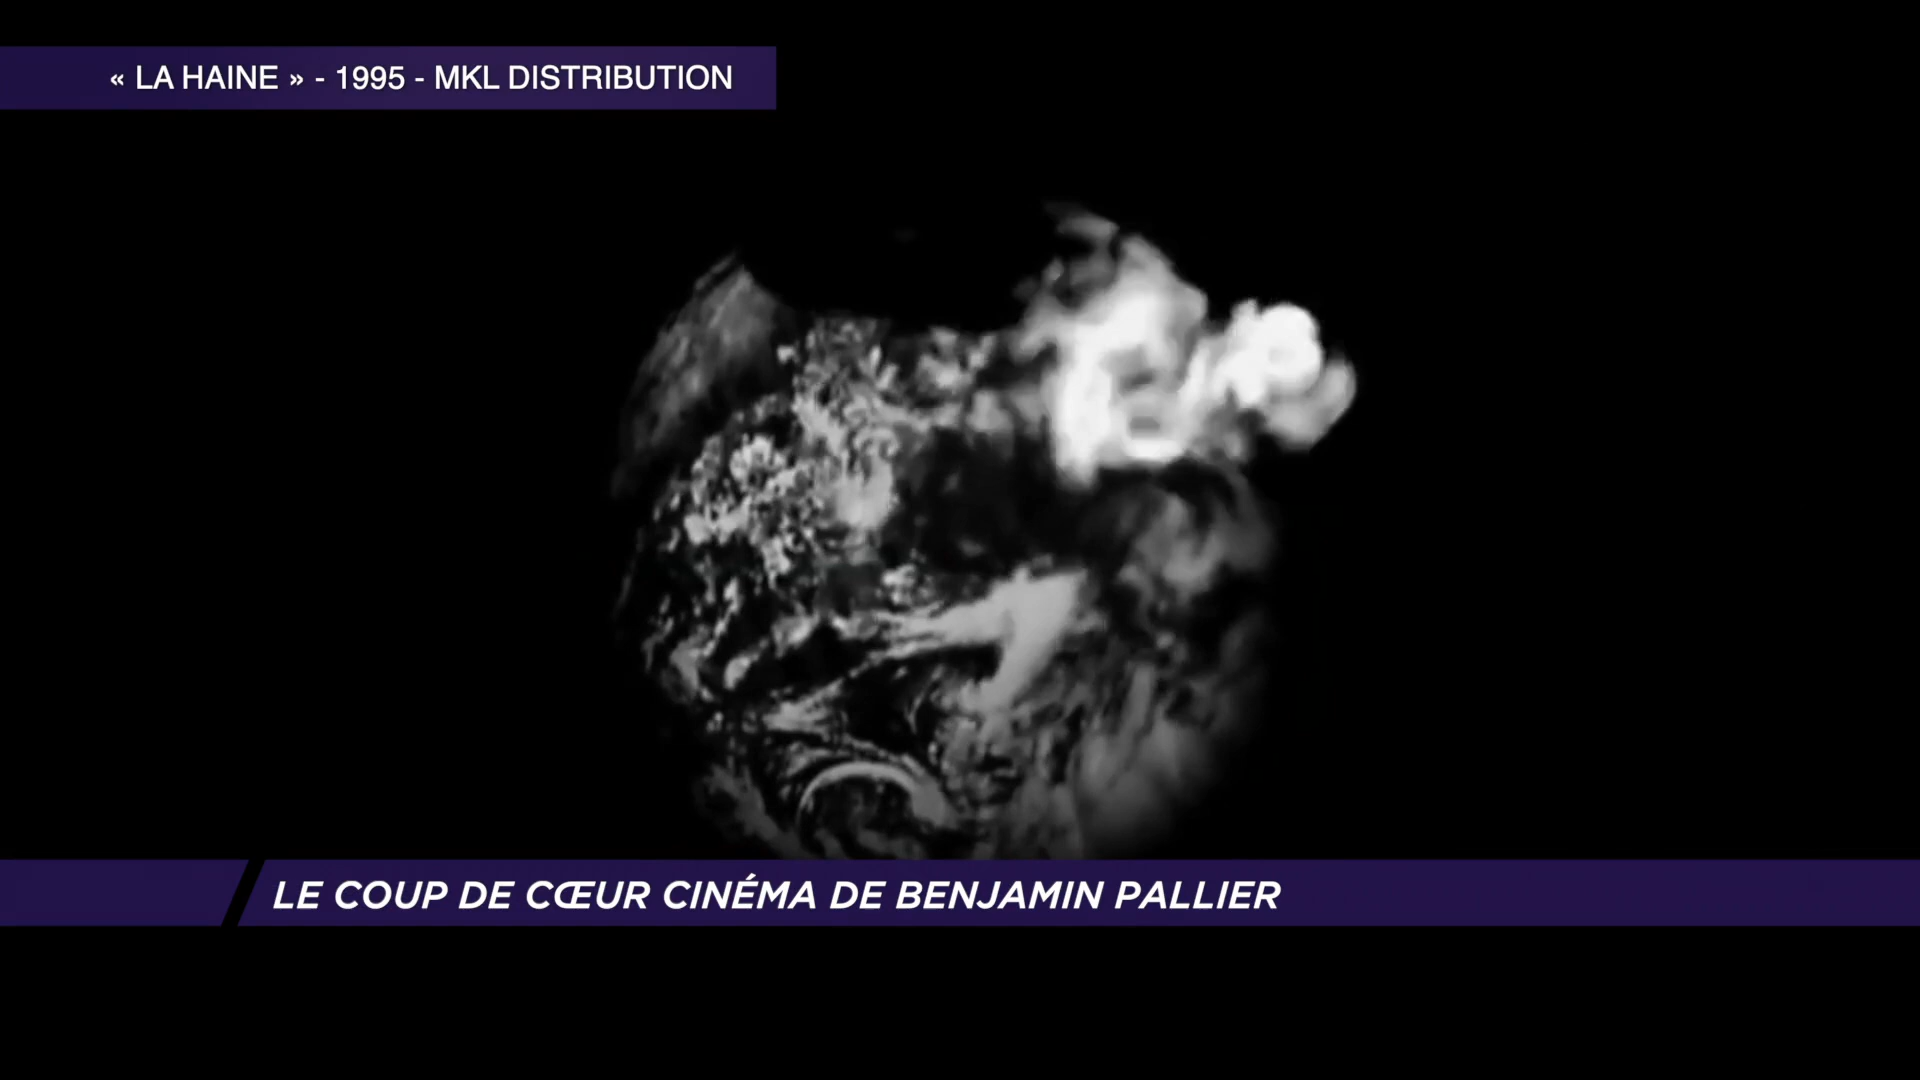 « LA HAINE » - 1995 - MKL DISTRIBUTION
LE COUP DE CŒUR CINÉMA DE BENJAMIN PALLIER